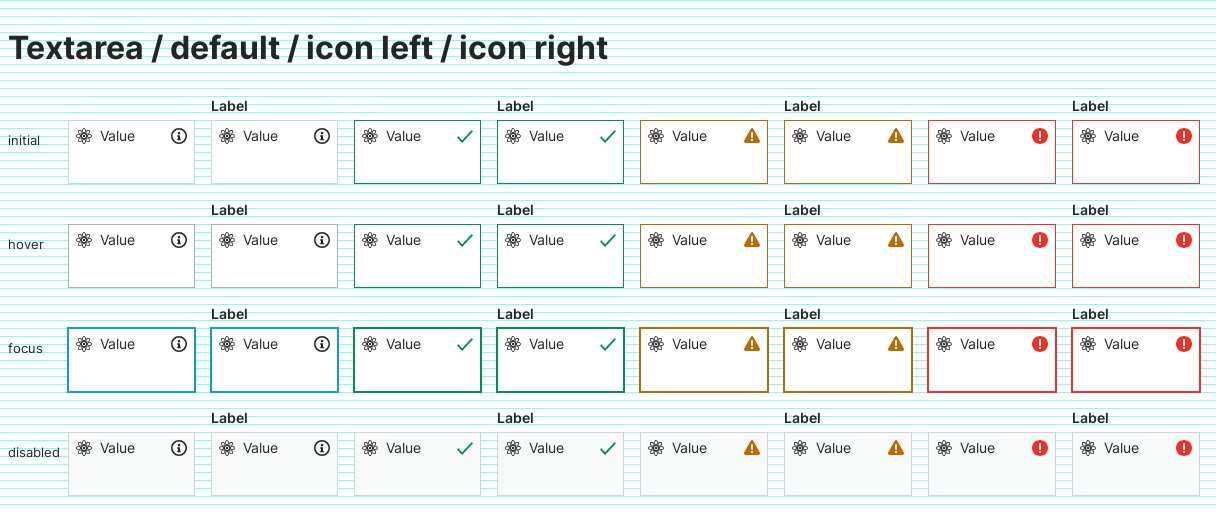 Textarea / default / icon left / icon right
Label Label Label Label
initial Value Value Value Value Value Value Value Value
Label Label Label Label
hover Value Value Value Value Value Value Value Value
Label Label Label Label
focus Value Value Value Value Value Value Value Value
Label Label Label Label
disabled Value Value Value Value Value Value Value Value